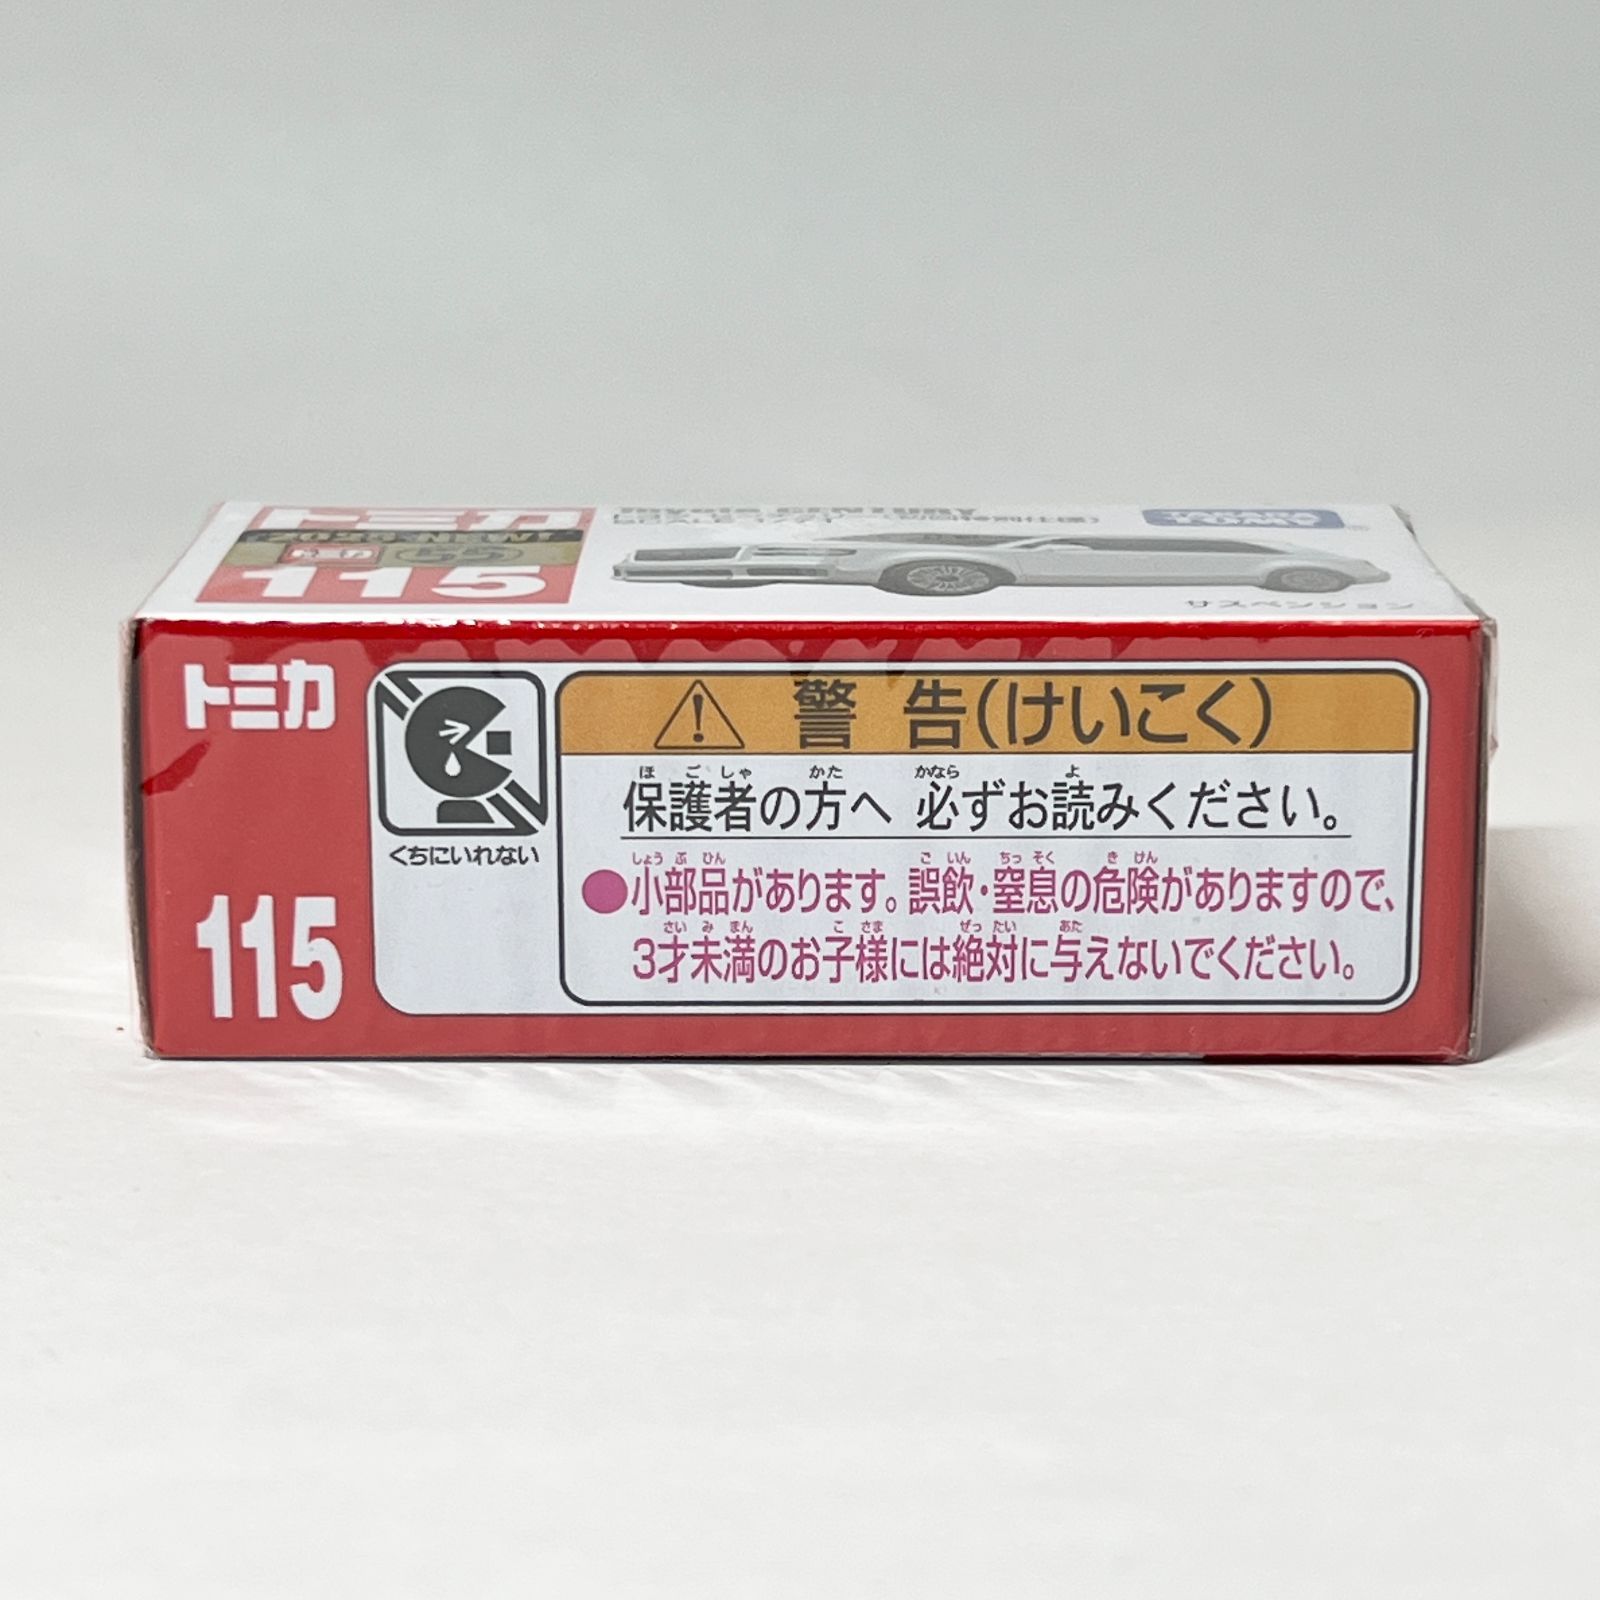 トミカ
115
Toyota CENTURY
TAKARA TOMY
サスペンション
トミカ
115
くちにいれない
警告(けいこく)
ほごしゃ かた かなら よ
保護者の方へ 必ずお読みください。
しょうぶひん ごいん ちっそく きけん
●小部品があります。誤飲・窒息の危険がありますので、
さいみまん こさま ぜったい あた
3才未満のお子様には絶対に与えないでください。